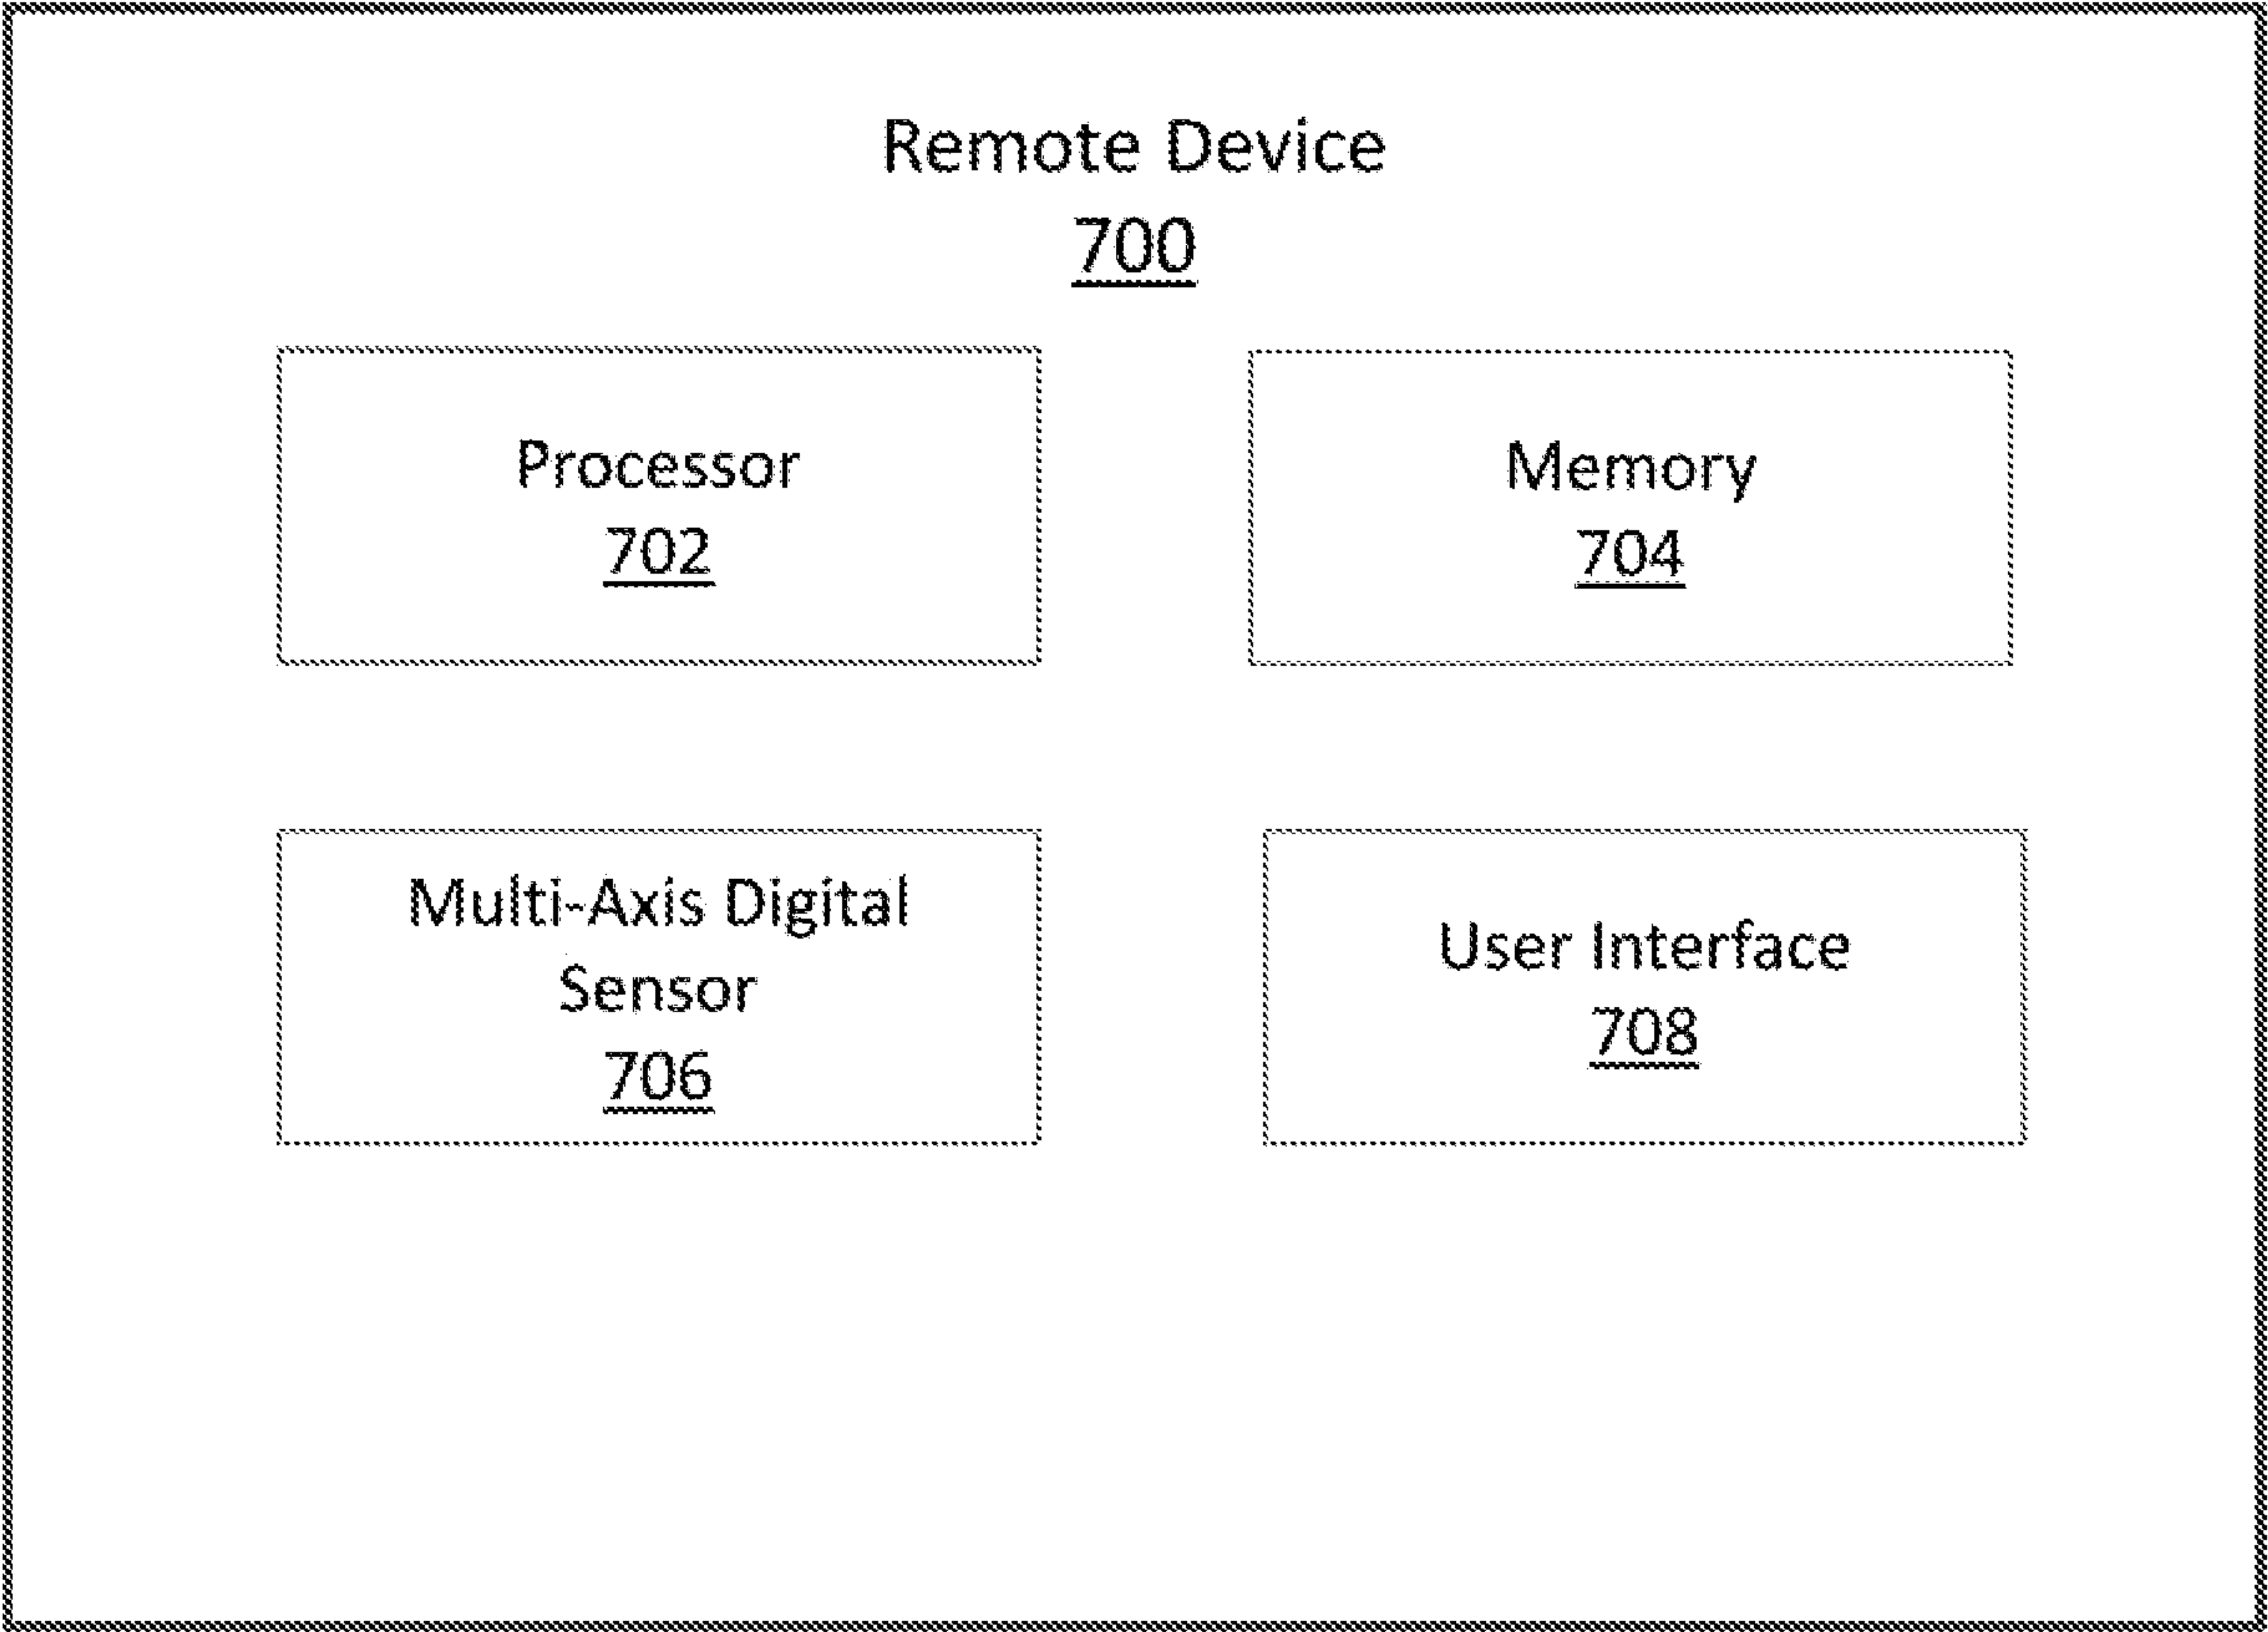 Remote Device
700
Processor
702
Memory
704
Multi-Axis Digital
Sensor
706
User Interface
708